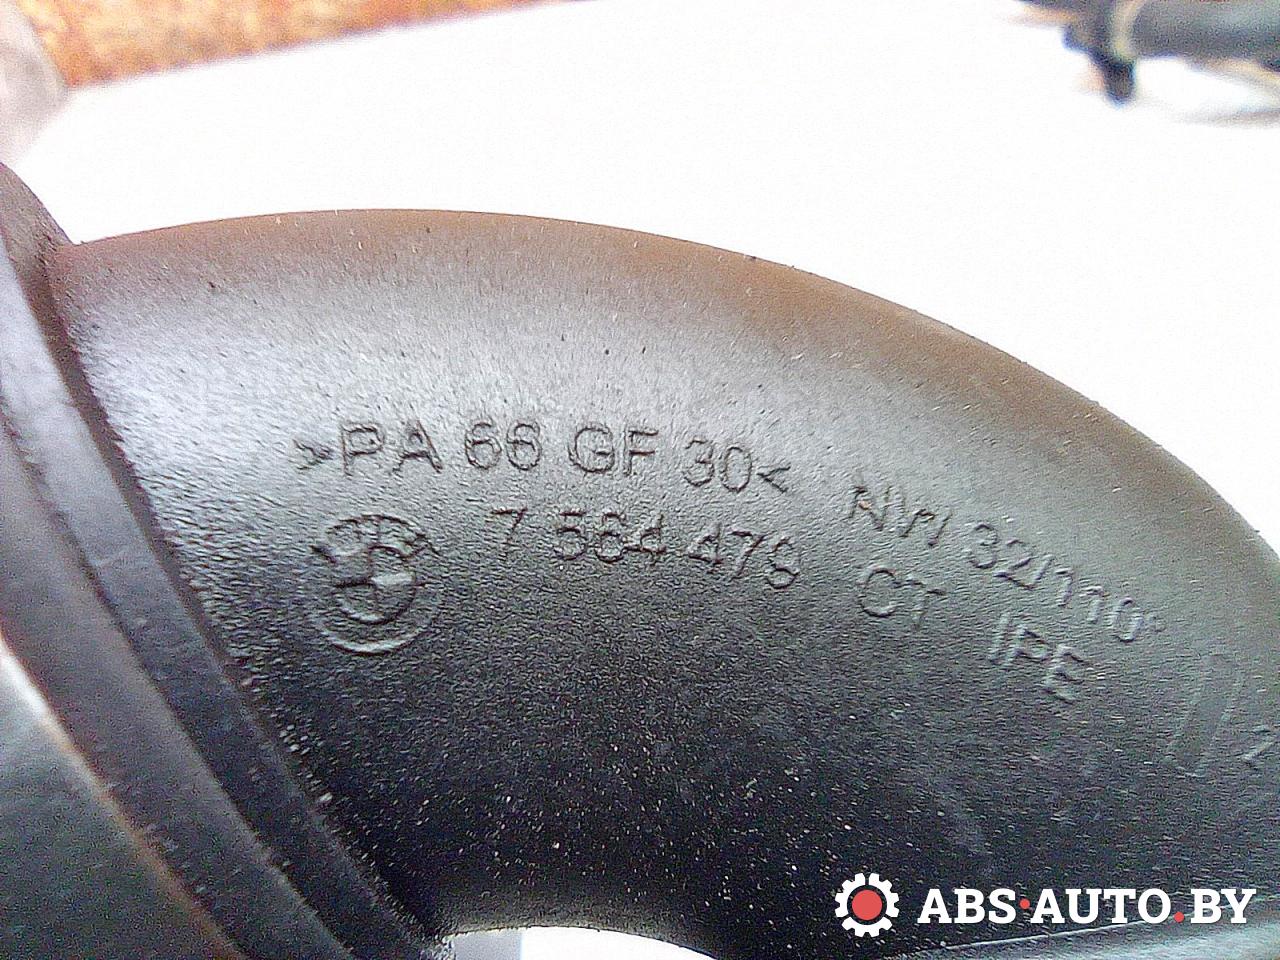 >PA 66 GF 30< NW 32/110°
7 564 479 CT IPE
ABS·AUTO.BY